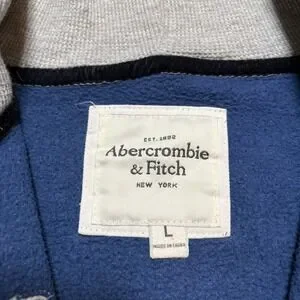 EST. 1892
Abercrombie
& Fitch
NEW YORK
L